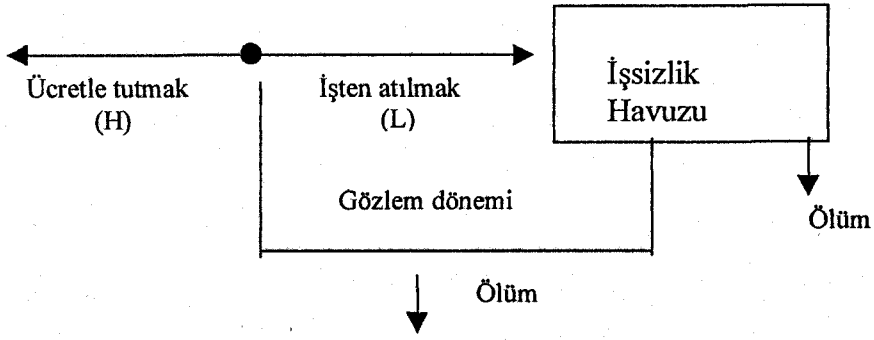 Ücretle tutmak
(H)
İşten atılmak
(L)
İşsizlik
Havuzu
Gözlem dönemi
Ölüm
Ölüm